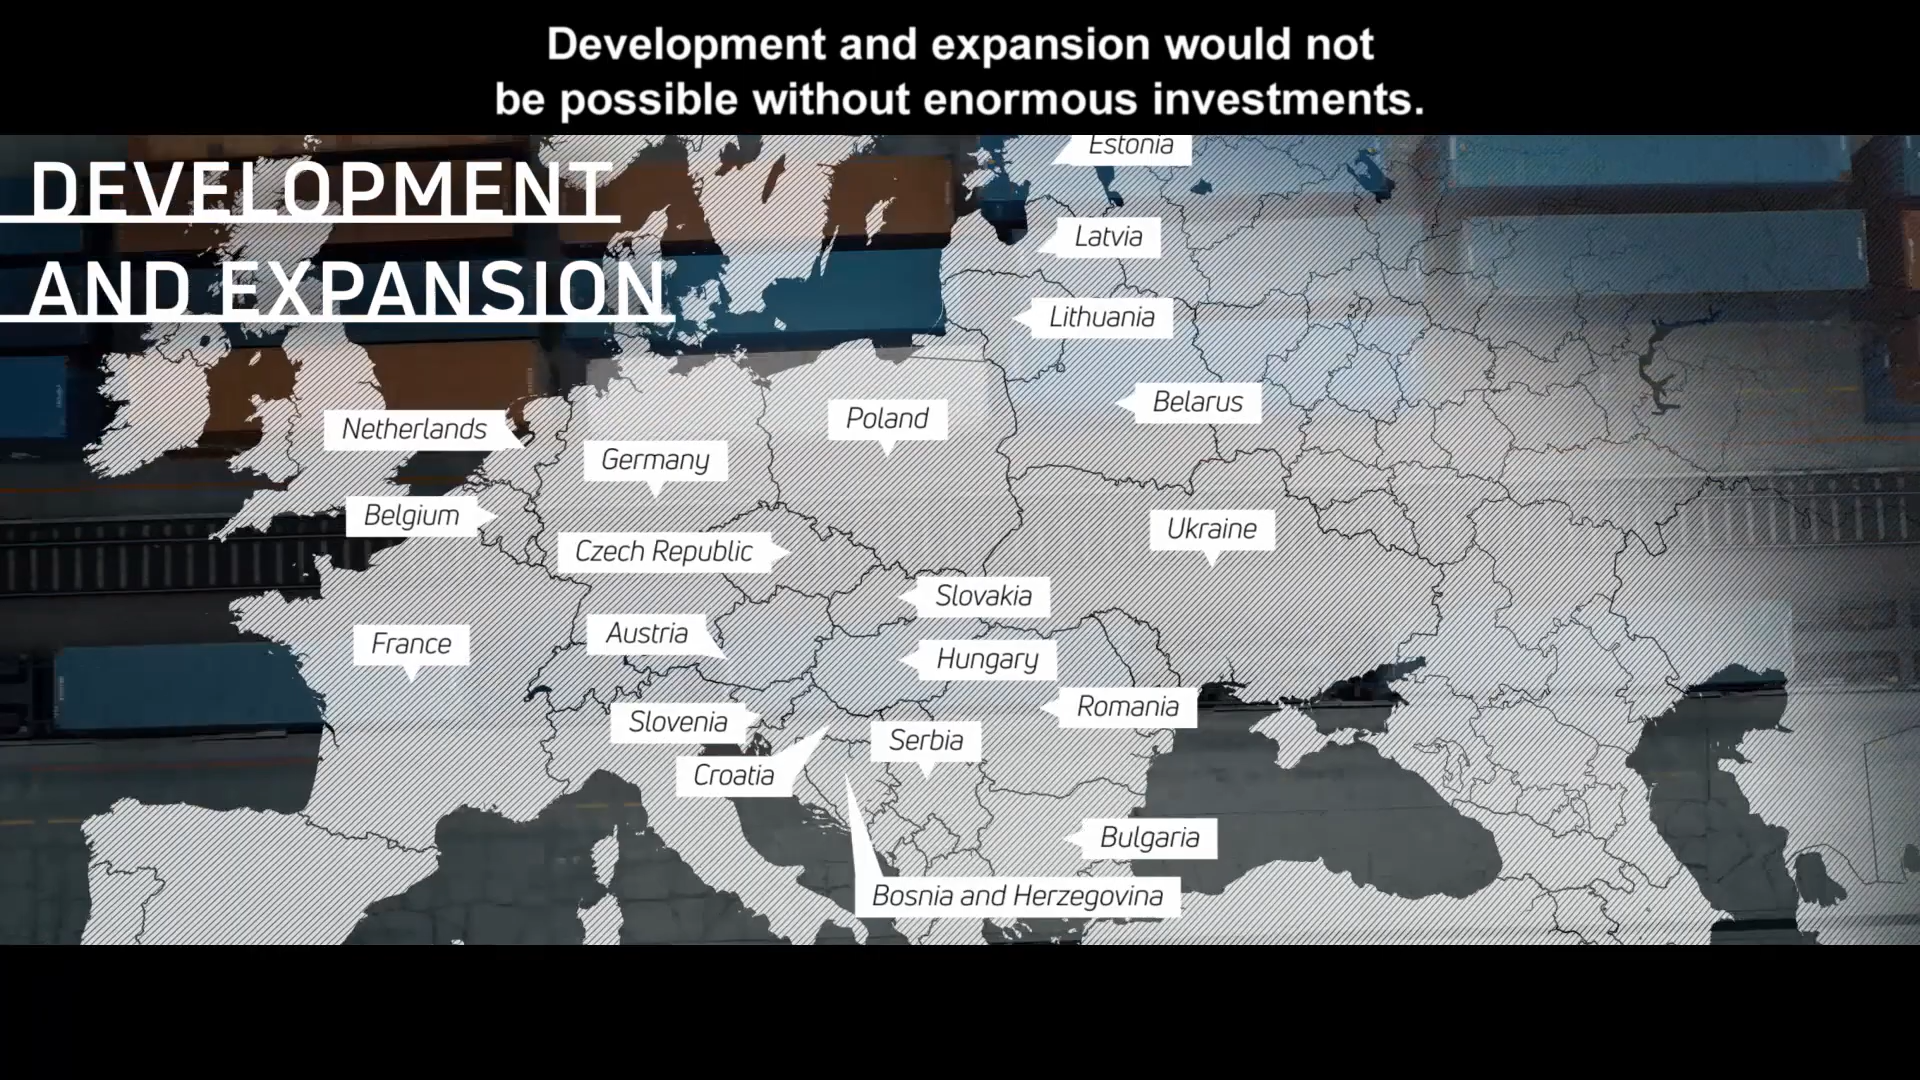 Development and expansion would not
be possible without enormous investments.
DEVELOPMENT
AND EXPANSION
Estonia
Latvia
Lithuania
Belarus
Netherlands
Poland
Germany
Belgium
Ukraine
Czech Republic
Slovakia
Austria
France
Hungary
Romania
Slovenia
Serbia
Croatia
Bulgaria
Bosnia and Herzegovina